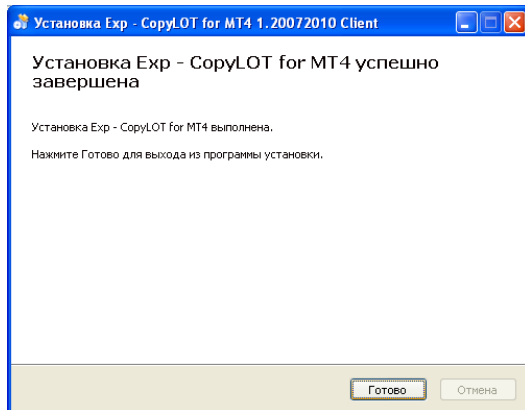 Установка Exp - CopyLOT for MT4 1.20072010 Client
Установка Exp - CopyLOT for MT4 успешно
завершена
Установка Exp - CopyLOT for MT4 выполнена.
Нажмите Готово для выхода из программы установки.
Готово
Отмена